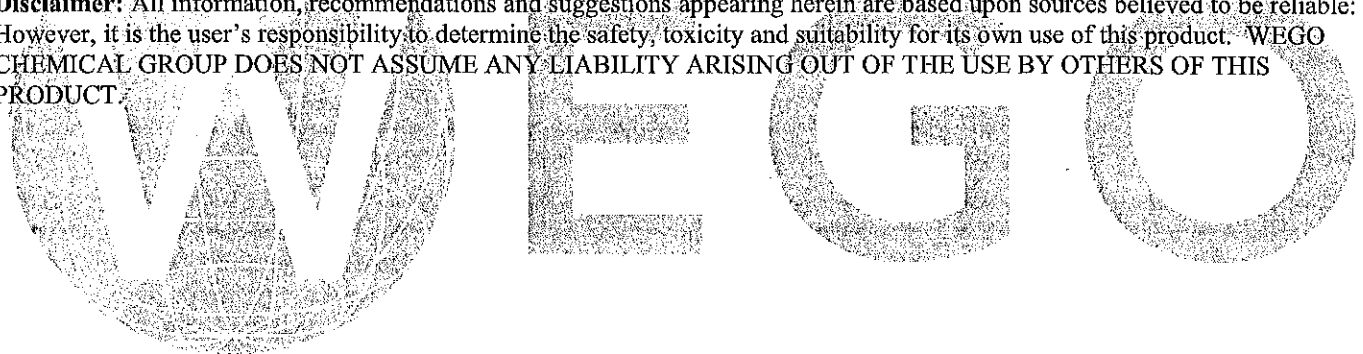 Disclaimer: All information, recommendations and suggestions appearing herein are based upon sources believed to be reliable:
However, it is the user's responsibility to determine the safety, toxicity and suitability for its own use of this product. WEGO
CHEMICAL GROUP DOES NOT ASSUME ANY LIABILITY ARISING OUT OF THE USE BY OTHERS OF THIS
PRODUCT.
WEGO